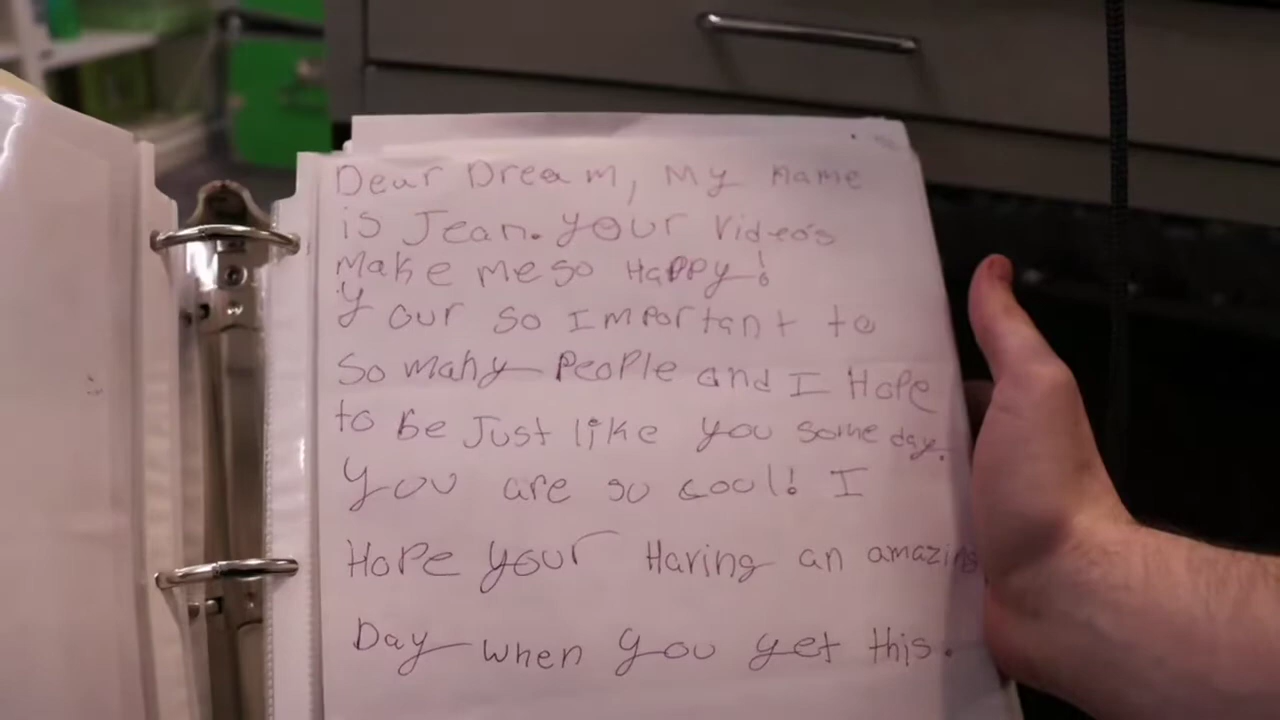 Dear Dream, My name
is Jean. your videos
make me so Happy!
your so important to
so many People and I Hope
to be Just like you some day.
you are so cool! I
Hope your Having an amazing
Day when you get this.